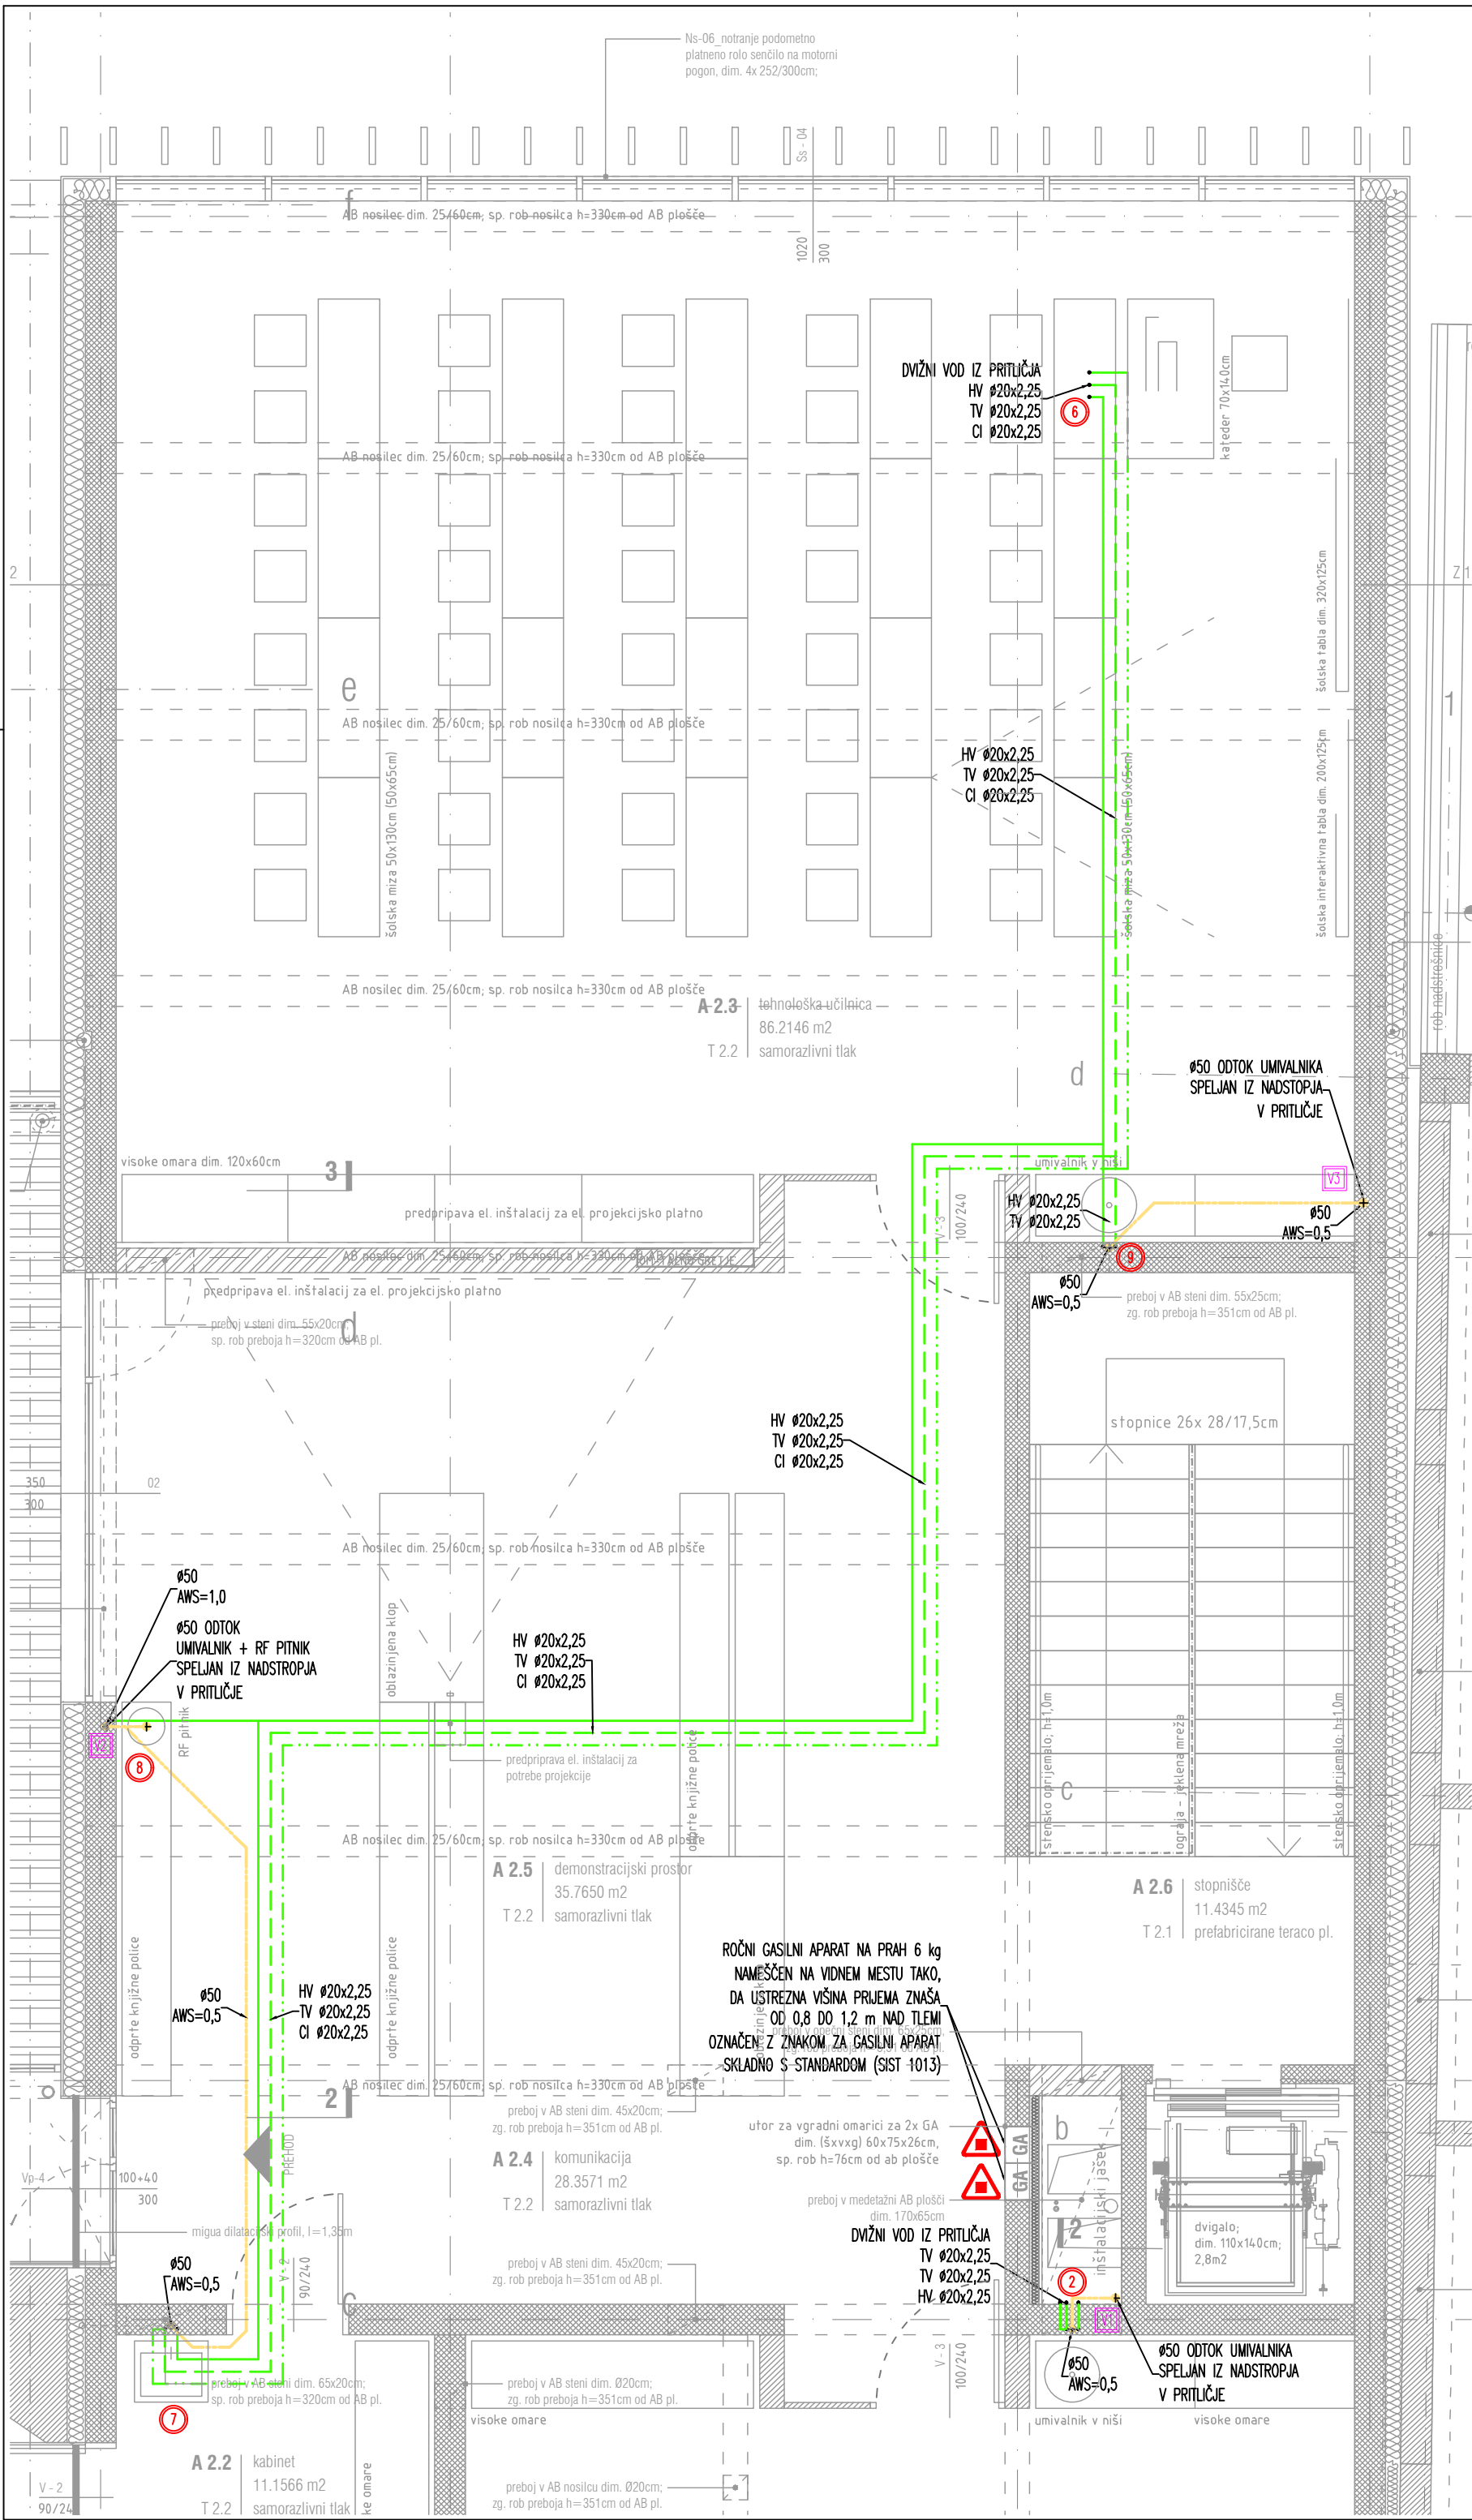 Ns-06_notranje podometno
platneno rolo senčilo na motorni
pogon, dim. 4x 252/300cm;
Ss - 04
1020
300
f
AB nosilec dim. 25/60cm; sp. rob nosilca h=330cm od AB plošče
DVIŽNI VOD IZ PRITLIČJA
HV ø20x2,25
TV ø20x2,25
CI ø20x2,25
6
kateder 70x140cm
AB nosilec dim. 25/60cm; sp. rob nosilca h=330cm od AB plošče
2
Z 1
šolska tabla dim. 320x125cm
e
1
AB nosilec dim. 25/60cm; sp. rob nosilca h=330cm od AB plošče
HV ø20x2,25
TV ø20x2,25
CI ø20x2,25
šolska miza 50x130cm (50x65cm)
šolska miza 50x130cm (50x65cm)
šolska interaktivna tabla dim. 200x125cm
rob nadstrešnice
AB nosilec dim. 25/60cm; sp. rob nosilca h=330cm od AB plošče
A 2.3
tehnološka učilnica
86.2146 m2
T 2.2
samorazlivni tlak
d
ø50 ODTOK UMIVALNIKA
SPELJAN IZ NADSTOPJA
V PRITLIČJE
visoke omara dim. 120x60cm
3
umivalnik v niši
V3
predpriprava el. inštalacij za el. projekcijsko platno
V - 3
100/240
HV ø20x2,25
TV ø20x2,25
ø50
AWS=0,5
9
AB nosilec dim. 25/60cm; sp. rob nosilca h=330cm od AB plošče
predpriprava el. inštalacij za el. projekcijsko platno
ø50
AWS=0,5
preboj v AB steni dim. 55x25cm;
zg. rob preboja h=351cm od AB pl.
preboj v steni dim. 55x20cm;
sp. rob preboja h=320cm od AB pl.
d
HV ø20x2,25
TV ø20x2,25
CI ø20x2,25
stopnice 26x 28/17,5cm
350
300
02
AB nosilec dim. 25/60cm; sp. rob nosilca h=330cm od AB plošče
ø50
AWS=1,0
ø50 ODTOK
UMIVALNIK + RF PITNIK
SPELJAN IZ NADSTROPJA
V PRITLIČJE
oblazinjena klop
HV ø20x2,25
TV ø20x2,25
CI ø20x2,25
RF pitnik
V2
8
predpriprava el. inštalacij za
potrebe projekcije
odprte knjižne police
stensko oprijemalo, h=1,0m
ograja - jeklena mreža
stensko oprijemalo, h=1,0m
c
AB nosilec dim. 25/60cm; sp. rob nosilca h=330cm od AB plošče
A 2.5
demonstracijski prostor
35.7650 m2
T 2.2
samorazlivni tlak
A 2.6
stopnišče
11.4345 m2
T 2.1
prefabricirane teraco pl.
odprte knjižne police
odprte knjižne police
ø50
AWS=0,5
HV ø20x2,25
TV ø20x2,25
CI ø20x2,25
ROČNI GASILNI APARAT NA PRAH 6 kg
NAMEŠČEN NA VIDNEM MESTU TAKO,
DA USTREZNA VIŠINA PRIJEMA ZNAŠA
OD 0,8 DO 1,2 m NAD TLEMI
OZNAČEN Z ZNAKOM ZA GASILNI APARAT
SKLADNO S STANDARDOM (SIST 1013)
preboj v opečni steni dim. 65x25cm,
AB nosilec dim. 25/60cm; sp. rob nosilca h=330cm od AB plošče
2
preboj v AB steni dim. 45x20cm;
zg. rob preboja h=351cm od AB pl.
utor za vgradni omarici za 2x GA
dim. (šxvxg) 60x75x26cm,
sp. rob h=76cm od ab plošče
GA
GA
b
PREHOD
A 2.4
komunikacija
28.3571 m2
T 2.2
samorazlivni tlak
Vp-4
100+40
300
preboj v medetažni AB plošči
dim. 170x65cm
inštalacijski jašek
2
dvigalo;
dim. 110x140cm;
2,8m2
migua dilatacijski profil, l=1,35m
DVIŽNI VOD IZ PRITLIČJA
TV ø20x2,25
TV ø20x2,25
HV ø20x2,25
2
V1
ø50
AWS=0,5
V - 2
90/240
preboj v AB steni dim. 45x20cm;
zg. rob preboja h=351cm od AB pl.
c
V - 3
100/240
ø50
AWS=0,5
ø50 ODTOK UMIVALNIKA
SPELJAN IZ NADSTROPJA
V PRITLIČJE
preboj v AB steni dim. 65x20cm;
sp. rob preboja h=320cm od AB pl.
preboj v AB steni dim. Ø20cm;
zg. rob preboja h=351cm od AB pl.
7
visoke omare
umivalnik v niši
visoke omare
A 2.2
kabinet
11.1566 m2
T 2.2
samorazlivni tlak
V - 2
90/24
ke omare
preboj v AB nosilcu dim. Ø20cm;
zg. rob preboja h=351cm od AB pl.